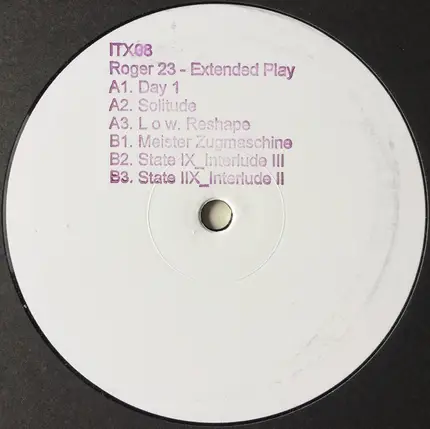 ITX08
Roger 23 - Extended Play
A1. Day 1
A2. Solitude
A3. L o w. Reshape
B1. Meister Zugmaschine
B2. State IX_Interlude III
B3. State IIX_Interlude II